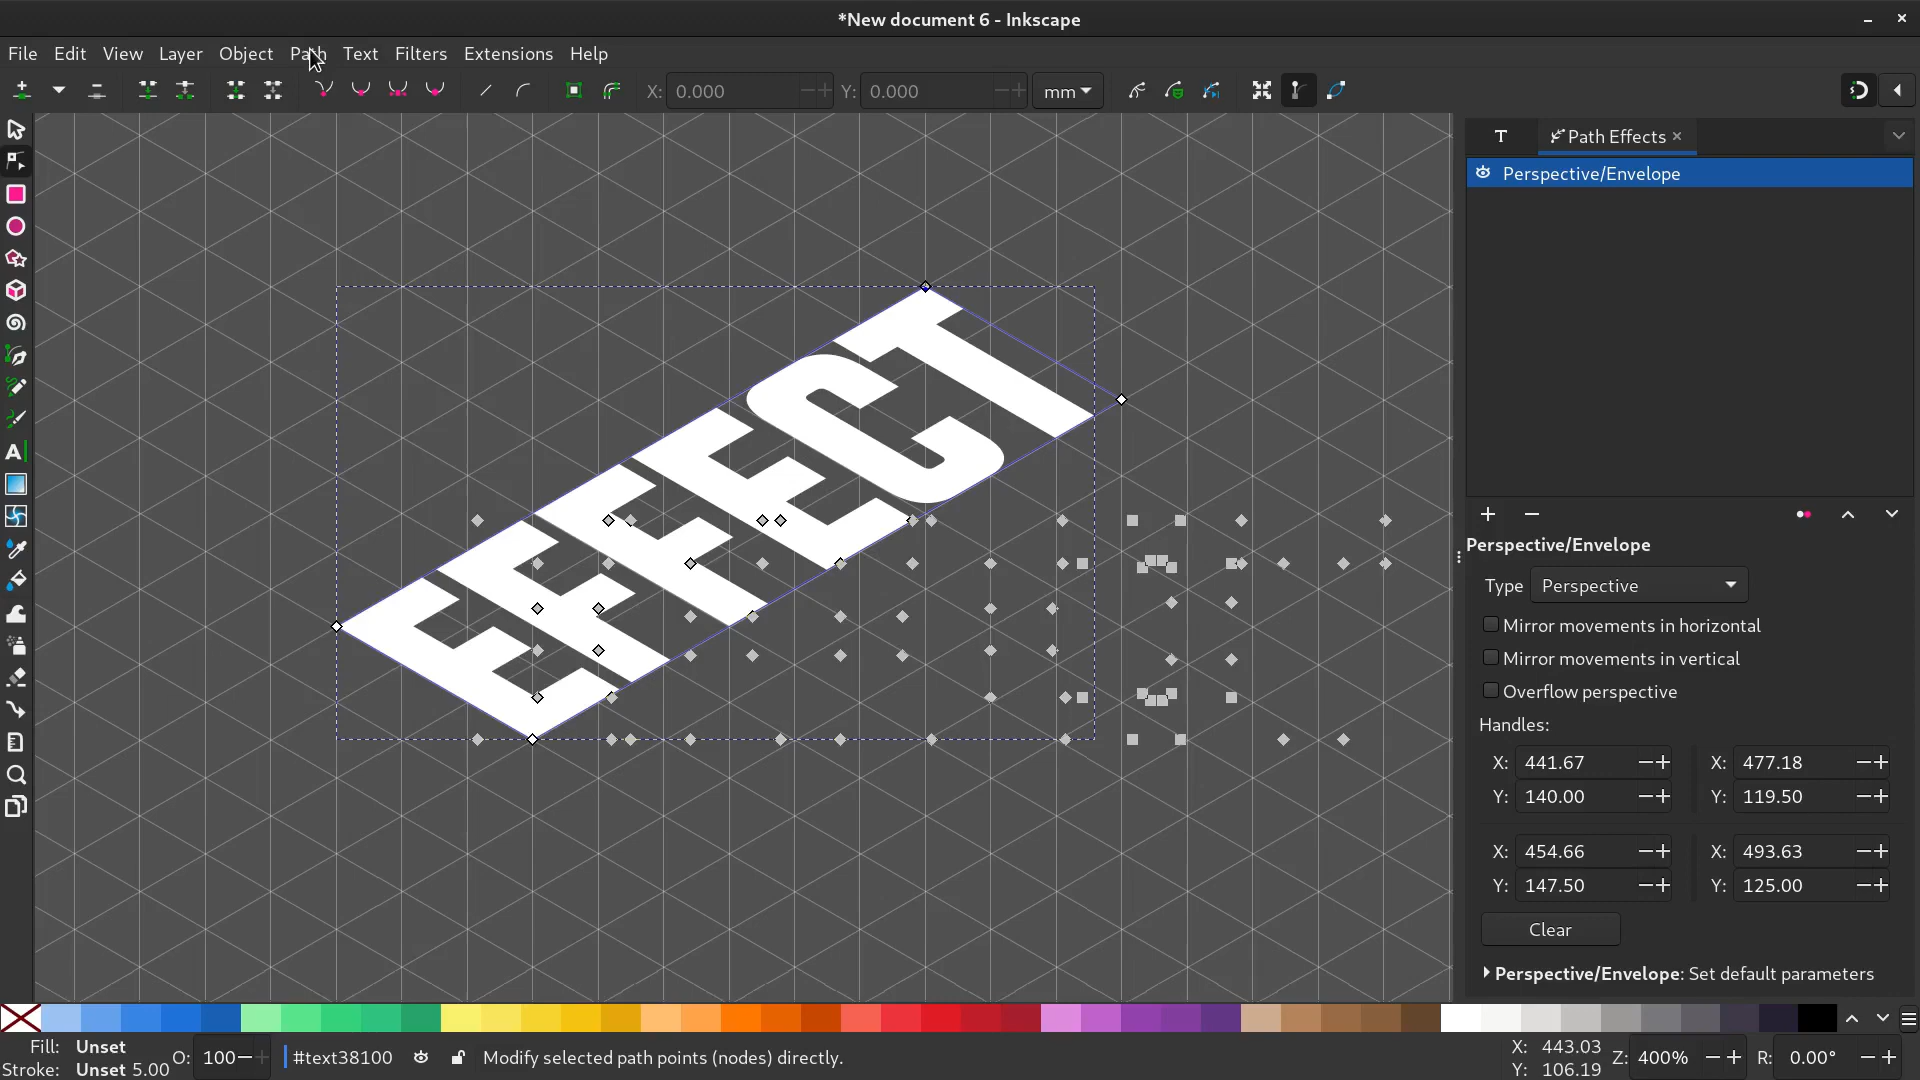 *New document 6 - Inkscape
File Edit View Layer Object Path Text Filters Extensions Help
X: 0.000 Y: 0.000 mm
T Path Effects
Perspective/Envelope
EFFECT
Perspective/Envelope
Type Perspective
Mirror movements in horizontal
Mirror movements in vertical
Overflow perspective
Handles:
X: 441.67 X: 477.18
Y: 140.00 Y: 119.50
X: 454.66 X: 493.63
Y: 147.50 Y: 125.00
Clear
Perspective/Envelope: Set default parameters
Fill: Unset O: 100 #text38100 Modify selected path points (nodes) directly. X: 443.03 Z: 400% R: 0.00°
Stroke: Unset 5.00 Y: 106.19